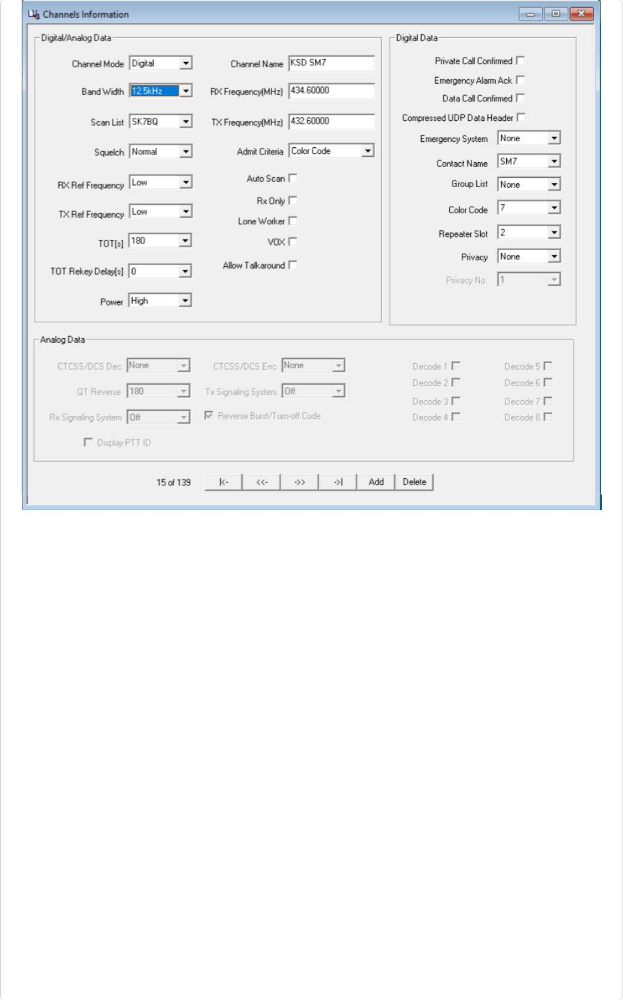 Channels Information
Digital/Analog Data
Channel Mode Digital
Channel Name KSD SM7
Band Width 12.5kHz
RX Frequency(MHz) 434.60000
Scan List SK7BQ
TX Frequency(MHz) 432.60000
Squelch Normal
Admit Criteria Color Code
RX Ref Frequency Low
Auto Scan
Rx Only
TX Ref Frequency Low
Lone Worker
TOT[s] 180
VOX
TOT Rekey Delay[s] 0
Allow Talkaround
Power High
Digital Data
Private Call Confirmed
Emergency Alarm Ack
Data Call Confirmed
Compressed UDP Data Header
Emergency System None
Contact Name SM7
Group List None
Color Code 7
Repeater Slot 2
Privacy None
Privacy No. 1
Analog Data
CTCSS/DCS Dec None
CTCSS/DCS Enc None
Decode 1
Decode 5
QT Reverse 180
Tx Signaling System Off
Decode 2
Decode 6
Decode 3
Decode 7
Rx Signaling System Off
Reverse Burst/Turn-off Code
Decode 4
Decode 8
Display PTT ID
15 of 139 |<- <<- ->> ->| Add Delete